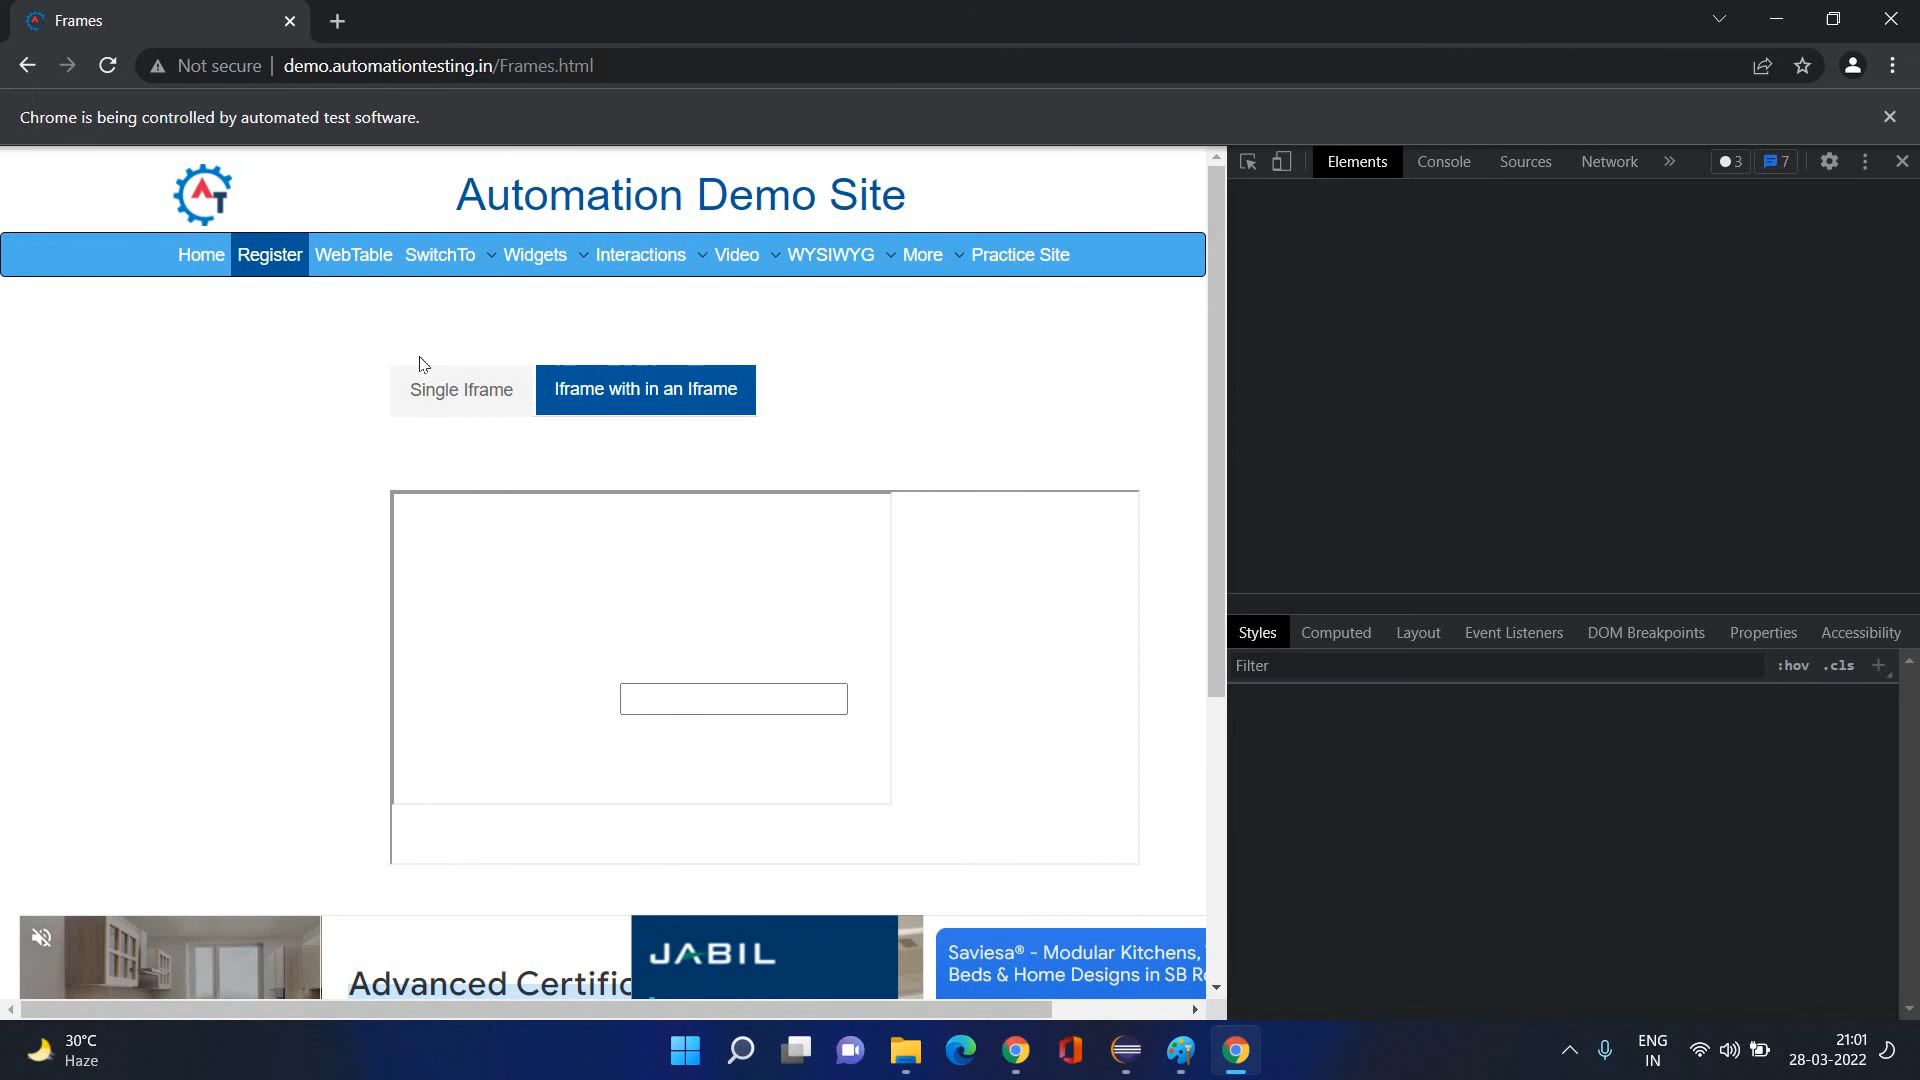 Frames
Not secure
demo.automationtesting.in/Frames.html
Chrome is being controlled by automated test software.
AT
Automation Demo Site
Home Register WebTable SwitchTo Widgets Interactions Video WYSIWYG More Practice Site
Single Iframe
Iframe with in an Iframe
Advanced Certific
JABIL
Saviesa® - Modular Kitchens,
Beds & Home Designs in SB R
Elements Console Sources Network » 3 7
Styles Computed Layout Event Listeners DOM Breakpoints Properties Accessibility
Filter :hov .cls
30°C
Haze
ENG
IN
21:01
28-03-2022